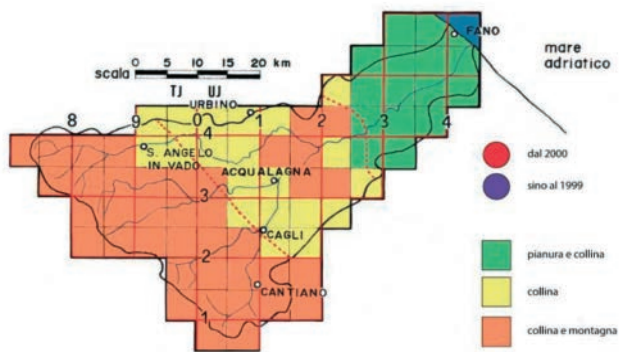 FANO
mare
adriatico
scala
0 5 10 20 km
TJ UJ
URBINO
8 9 0 1 2 3 4
4
S. ANGELO
IN VADO
ACQUALAGNA
3
CAGLI
2
CANTIANO
1
dal 2000
sino al 1999
pianura e collina
collina
collina e montagna